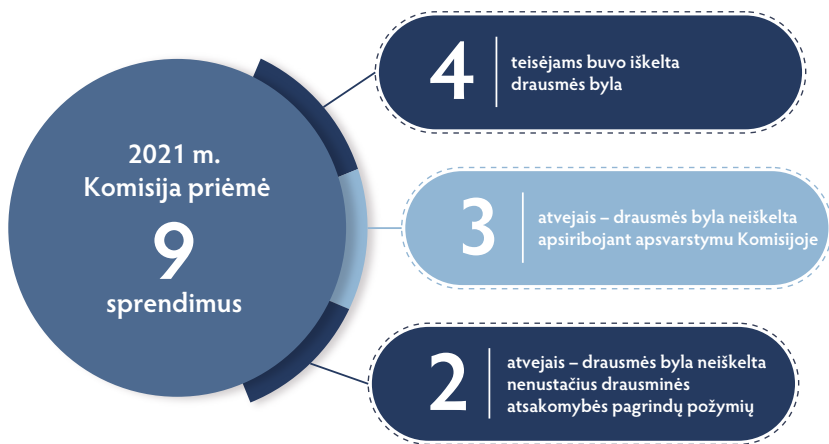 2021 m.
Komisija priėmė
9
sprendimus
4
teisėjams buvo iškelta
drausmės byla
3
atvejais – drausmės byla neiškelta
apsiribojant apsvarstymu Komisijoje
2
atvejais – drausmės byla neiškelta
nenustačius drausminės
atsakomybės pagrindų požymių